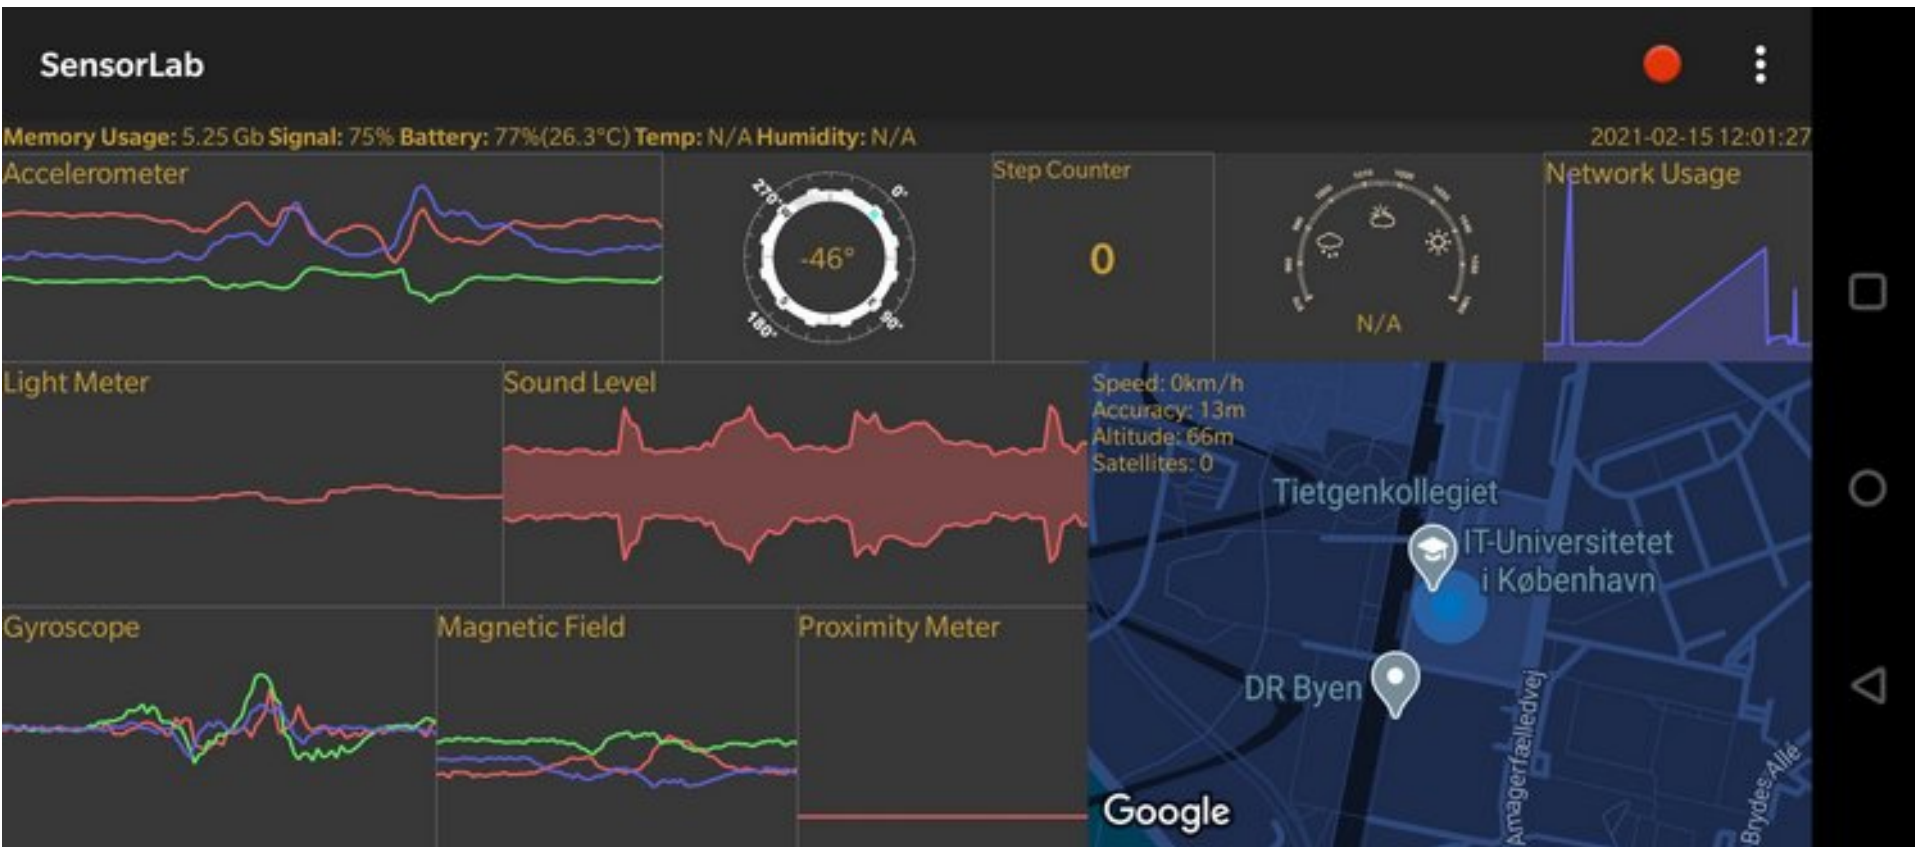 SensorLab
Memory Usage: 5.25 Gb Signal: 75% Battery: 77%(26.3°C) Temp: N/A Humidity: N/A
2021-02-15 12:01:27
Accelerometer
270°
0°
-46°
180°
90°
Step Counter
0
N/A
Network Usage
Light Meter
Sound Level
Speed: 0km/h
Accuracy: 13m
Altitude: 66m
Satellites: 0
Tietgenkollegiet
IT-Universitetet
i København
DR Byen
Amagerfælledvej
Brydes Allé
Google
Gyroscope
Magnetic Field
Proximity Meter